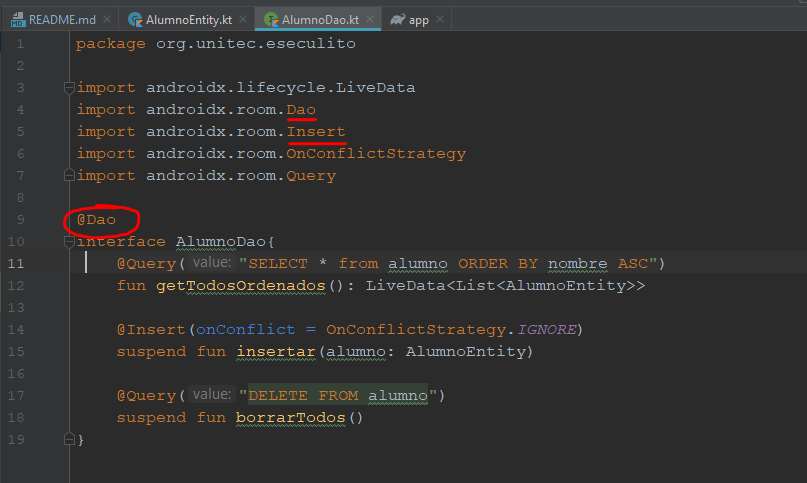 README.md AlumnoEntity.kt AlumnoDao.kt app
1 package org.unitec.eseculito
2
3 import androidx.lifecycle.LiveData
4 import androidx.room.Dao
5 import androidx.room.Insert
6 import androidx.room.OnConflictStrategy
7 import androidx.room.Query
8
9 @Dao
10 interface AlumnoDao{
11 @Query( value: "SELECT * from alumno ORDER BY nombre ASC")
12 fun getTodosOrdenados(): LiveData<List<AlumnoEntity>>
13
14 @Insert(onConflict = OnConflictStrategy.IGNORE)
15 suspend fun insertar(alumno: AlumnoEntity)
16
17 @Query( value: "DELETE FROM alumno")
18 suspend fun borrarTodos()
19 }